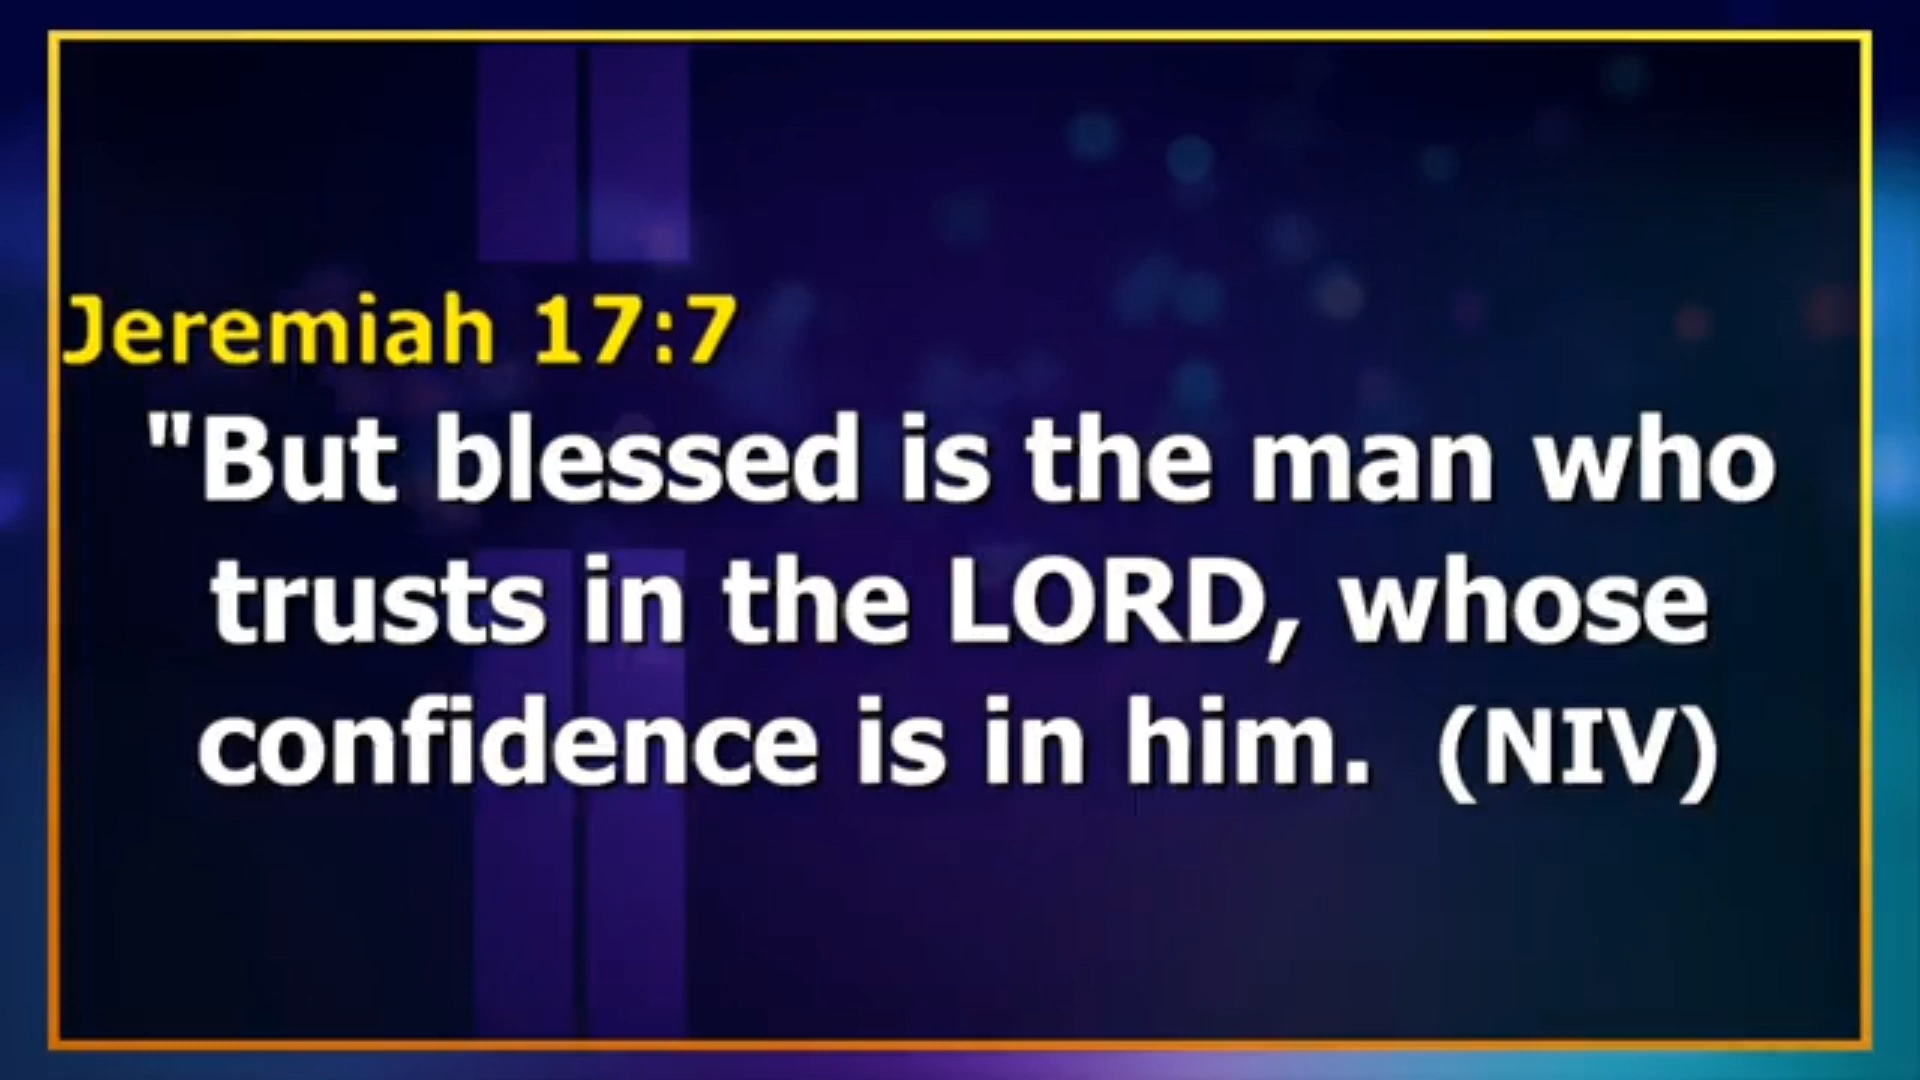 Jeremiah 17:7
"But blessed is the man who
trusts in the LORD, whose
confidence is in him.  (NIV)